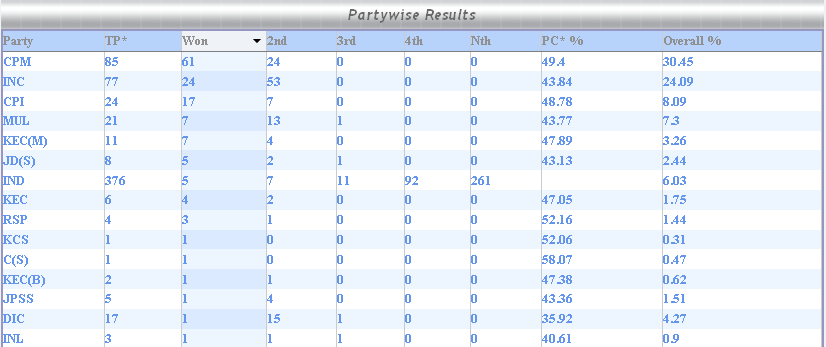 Partywise Results
Party TP* Won 2nd 3rd 4th Nth PC* % Overall %
CPM 85 61 24 0 0 0 49.4 30.45
INC 77 24 53 0 0 0 43.84 24.09
CPI 24 17 7 0 0 0 48.78 8.09
MUL 21 7 13 1 0 0 43.77 7.3
KEC(M) 11 7 4 0 0 0 47.89 3.26
JD(S) 8 5 2 1 0 0 43.13 2.44
IND 376 5 7 11 92 261 6.03
KEC 6 4 2 0 0 0 47.05 1.75
RSP 4 3 1 0 0 0 52.16 1.44
KCS 1 1 0 0 0 0 52.06 0.31
C(S) 1 1 0 0 0 0 58.07 0.47
KEC(B) 2 1 1 0 0 0 47.38 0.62
JPSS 5 1 4 0 0 0 43.36 1.51
DIC 17 1 15 1 0 0 35.92 4.27
INL 3 1 1 1 0 0 40.61 0.9